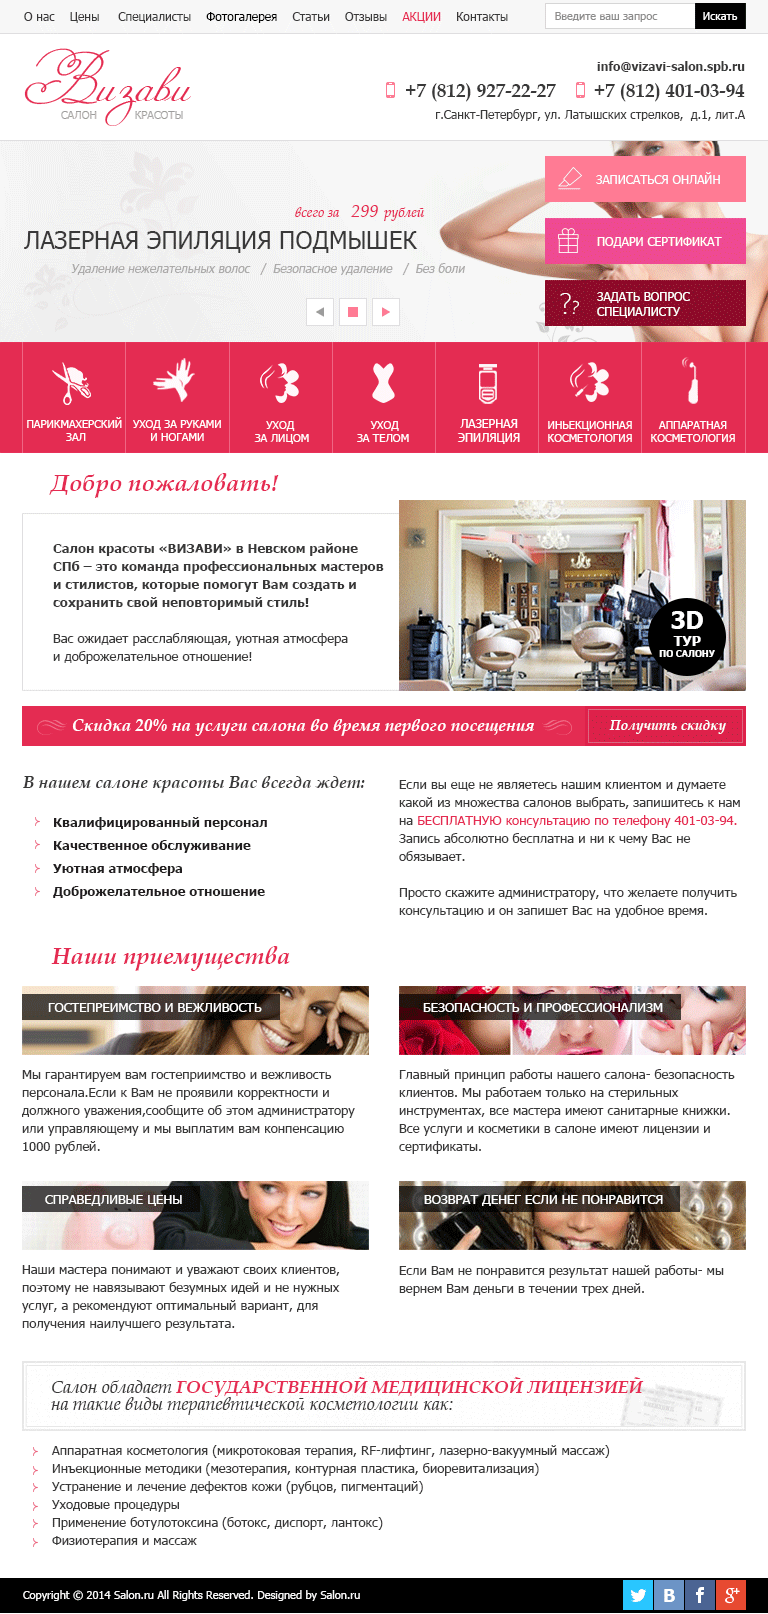 О нас Цены Специалисты Фотогалерея Статьи Отзывы АКЦИИ Контакты Введите ваш запрос Искать
Визави
САЛОН КРАСОТЫ
info@vizavi-salon.spb.ru
+7 (812) 927-22-27 +7 (812) 401-03-94
г.Санкт-Петербург, ул. Латышских стрелков, д.1, лит.А
всего за 299 рублей
ЛАЗЕРНАЯ ЭПИЛЯЦИЯ ПОДМЫШЕК
Удаление нежелательных волос / Безопасное удаление / Без боли
ЗАПИСАТЬСЯ ОНЛАЙН
ПОДАРИ СЕРТИФИКАТ
ЗАДАТЬ ВОПРОС
СПЕЦИАЛИСТУ
ПАРИКМАХЕРСКИЙ
ЗАЛ
УХОД ЗА РУКАМИ
И НОГАМИ
УХОД
ЗА ЛИЦОМ
УХОД
ЗА ТЕЛОМ
ЛАЗЕРНАЯ
ЭПИЛЯЦИЯ
ИНЬЕКЦИОННАЯ
КОСМЕТОЛОГИЯ
АППАРАТНАЯ
КОСМЕТОЛОГИЯ
Добро пожаловать!
Салон красоты «ВИЗАВИ» в Невском районе
СПб – это команда профессиональных мастеров
и стилистов, которые помогут Вам создать и
сохранить свой неповторимый стиль!
Вас ожидает расслабляющая, уютная атмосфера
и доброжелательное отношение!
3D
ТУР
ПО САЛОНУ
Скидка 20% на услуги салона во время первого посещения Получить скидку
В нашем салоне красоты Вас всегда ждет:
Квалифицированный персонал
Качественное обслуживание
Уютная атмосфера
Доброжелательное отношение
Если вы еще не являетесь нашим клиентом и думаете
какой из множества салонов выбрать, запишитесь к нам
на БЕСПЛАТНУЮ консультацию по телефону 401-03-94.
Запись абсолютно бесплатна и ни к чему Вас не
обязывает.
Просто скажите администратору, что желаете получить
консультацию и он запишет Вас на удобное время.
Наши приемущества
ГОСТЕПРЕИМСТВО И ВЕЖЛИВОСТЬ
Мы гарантируем вам гостеприимство и вежливость
персонала.Если к Вам не проявили корректности и
должного уважения,сообщите об этом администратору
или управляющему и мы выплатим вам конпенсацию
1000 рублей.
БЕЗОПАСНОСТЬ И ПРОФЕССИОНАЛИЗМ
Главный принцип работы нашего салона- безопасность
клиентов. Мы работаем только на стерильных
инструментах, все мастера имеют санитарные книжки.
Все услуги и косметики в салоне имеют лицензии и
сертификаты.
СПРАВЕДЛИВЫЕ ЦЕНЫ
Наши мастера понимают и уважают своих клиентов,
поэтому не навязывают безумных идей и не нужных
услуг, а рекомендуют оптимальный вариант, для
получения наилучшего результата.
ВОЗВРАТ ДЕНЕГ ЕСЛИ НЕ ПОНРАВИТСЯ
Если Вам не понравится результат нашей работы- мы
вернем Вам деньги в течении трех дней.
Салон обладает ГОСУДАРСТВЕННОЙ МЕДИЦИНСКОЙ ЛИЦЕНЗИЕЙ
на такие виды терапевтической косметологии как:
Аппаратная косметология (микротоковая терапия, RF-лифтинг, лазерно-вакуумный массаж)
Инъекционные методики (мезотерапия, контурная пластика, биоревитализация)
Устранение и лечение дефектов кожи (рубцов, пигментаций)
Уходовые процедуры
Применение ботулотоксина (ботокс, диспорт, лантокс)
Физиотерапия и массаж
Copyright © 2014 Salon.ru All Rights Reserved. Designed by Salon.ru